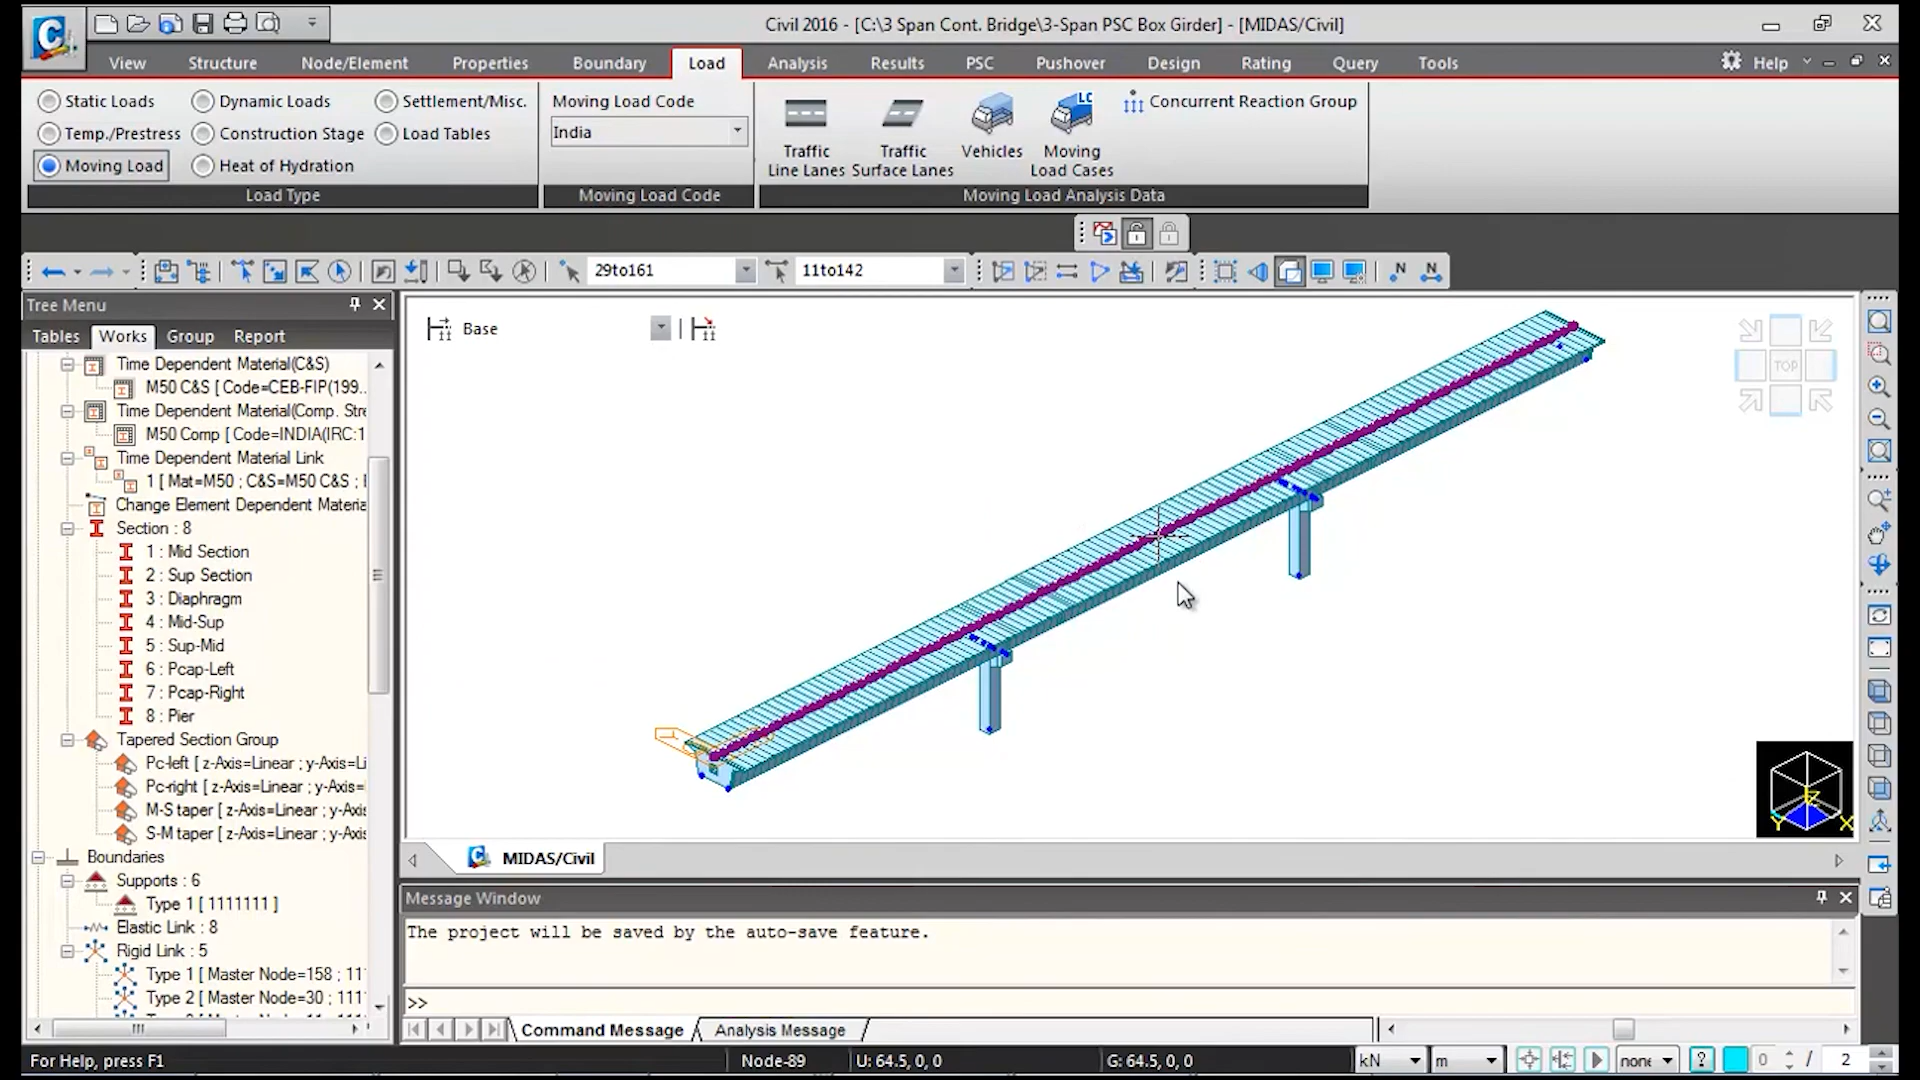 Civil 2016 - [C:\3 Span Cont. Bridge\3-Span PSC Box Girder] - [MIDAS/Civil]
View Structure Node/Element Properties Boundary Load Analysis Results PSC Pushover Design Rating Query Tools Help
Static Loads Dynamic Loads Settlement/Misc.
Temp./Prestress Construction Stage Load Tables
Moving Load Heat of Hydration
Load Type
Moving Load Code
India
Moving Load Code
Traffic Line Lanes
Traffic Surface Lanes
Vehicles
Moving Load Cases
Concurrent Reaction Group
Moving Load Analysis Data
29to161
11to142
Tree Menu
Tables Works Group Report
Time Dependent Material(C&S)
M50 C&S [ Code=CEB-FIP(199...
Time Dependent Material(Comp. Stre
M50 Comp [ Code=INDIA(IRC:1
Time Dependent Material Link
1 [ Mat=M50 ; C&S=M50 C&S ;
Change Element Dependent Materia
Section : 8
1 : Mid Section
2 : Sup Section
3 : Diaphragm
4 : Mid-Sup
5 : Sup-Mid
6 : Pcap-Left
7 : Pcap-Right
8 : Pier
Tapered Section Group
Pc-left [ z-Axis=Linear ; y-Axis=Li
Pc-right [ z-Axis=Linear ; y-Axis=
M-S taper [ z-Axis=Linear ; y-Axis
S-M taper [ z-Axis=Linear ; y-Axis
Boundaries
Supports : 6
Type 1 [ 1111111 ]
Elastic Link : 8
Rigid Link : 5
Type 1 [ Master Node=158 ; 11
Type 2 [ Master Node=30 ; 111
Base
TOP
Z
Y X
MIDAS/Civil
Message Window
The project will be saved by the auto-save feature.
>>
Command Message Analysis Message
For Help, press F1
Node-89
U: 64.5, 0, 0
G: 64.5, 0, 0
kN
m
none
0 / 2